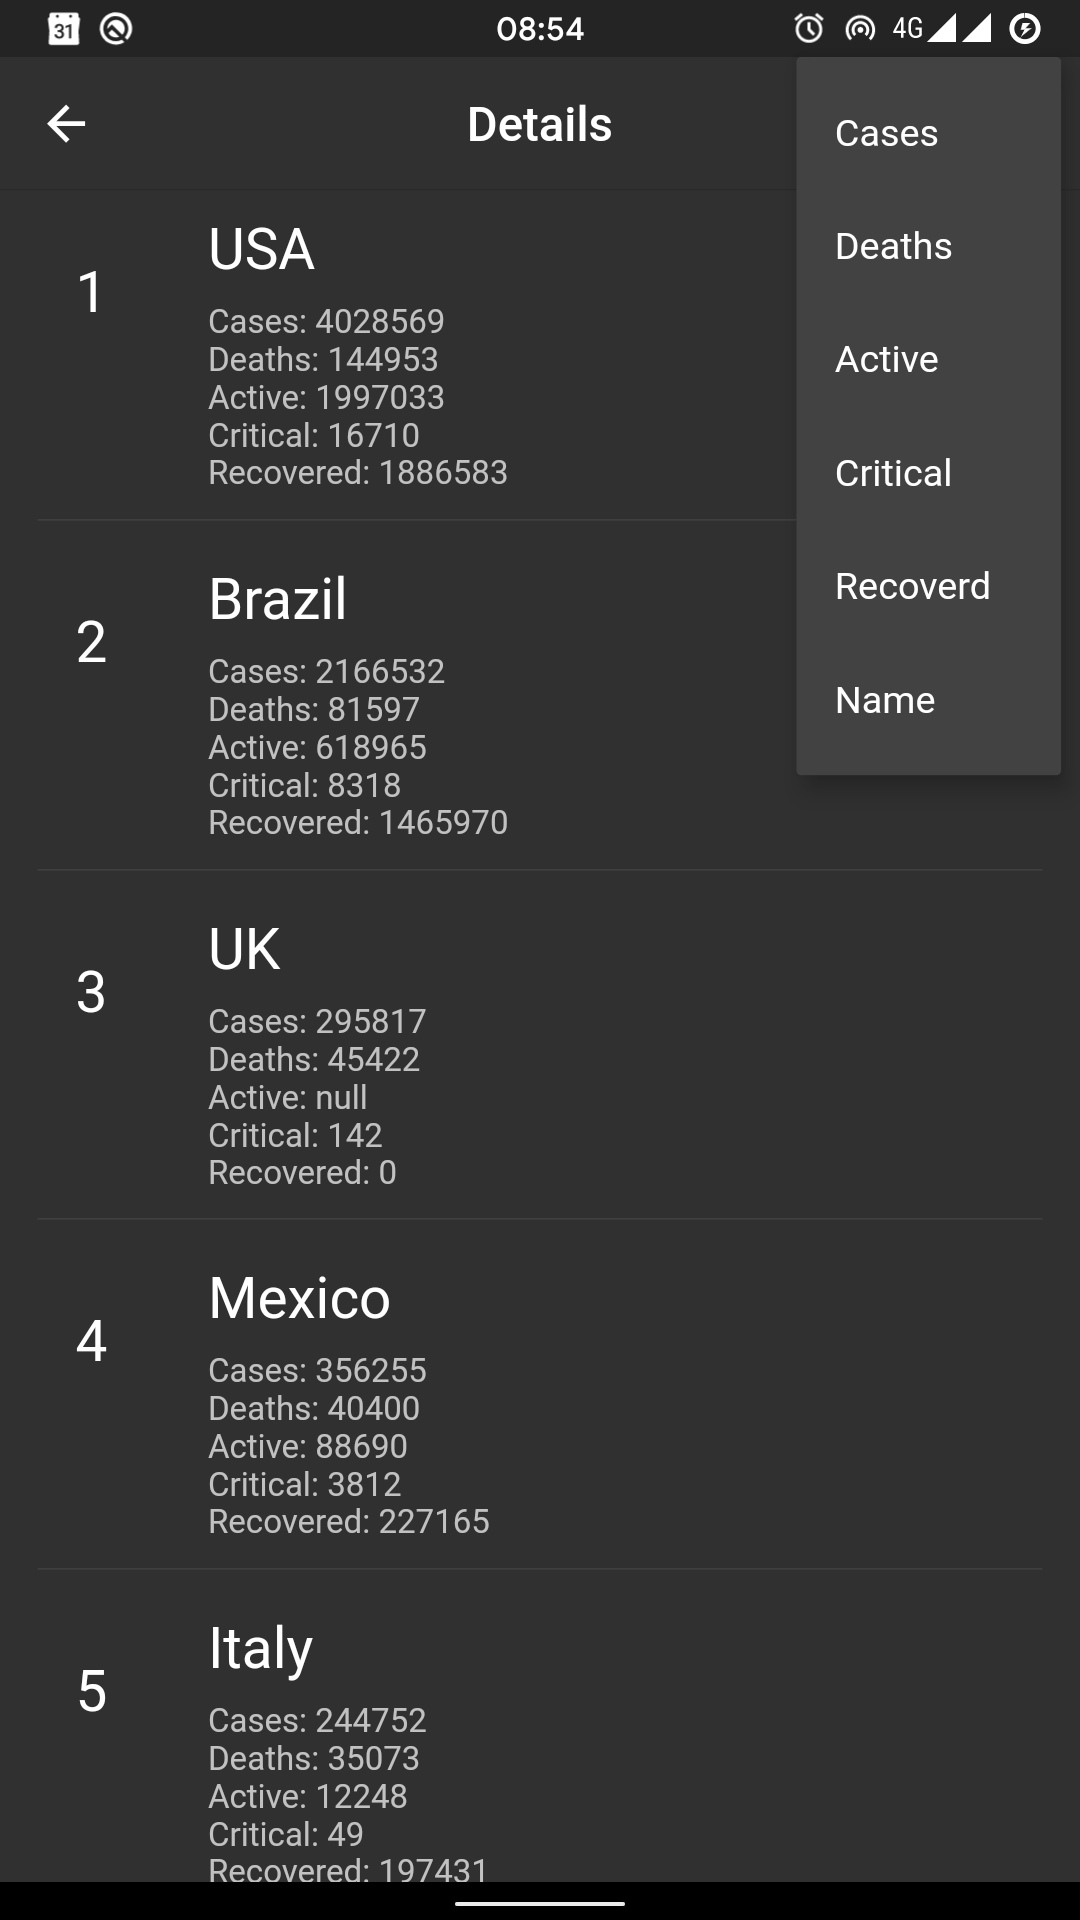 31
08:54
4G
Details
Cases
Deaths
Active
Critical
Recoverd
Name
1
USA
Cases: 4028569
Deaths: 144953
Active: 1997033
Critical: 16710
Recovered: 1886583
2
Brazil
Cases: 2166532
Deaths: 81597
Active: 618965
Critical: 8318
Recovered: 1465970
3
UK
Cases: 295817
Deaths: 45422
Active: null
Critical: 142
Recovered: 0
4
Mexico
Cases: 356255
Deaths: 40400
Active: 88690
Critical: 3812
Recovered: 227165
5
Italy
Cases: 244752
Deaths: 35073
Active: 12248
Critical: 49
Recovered: 197431